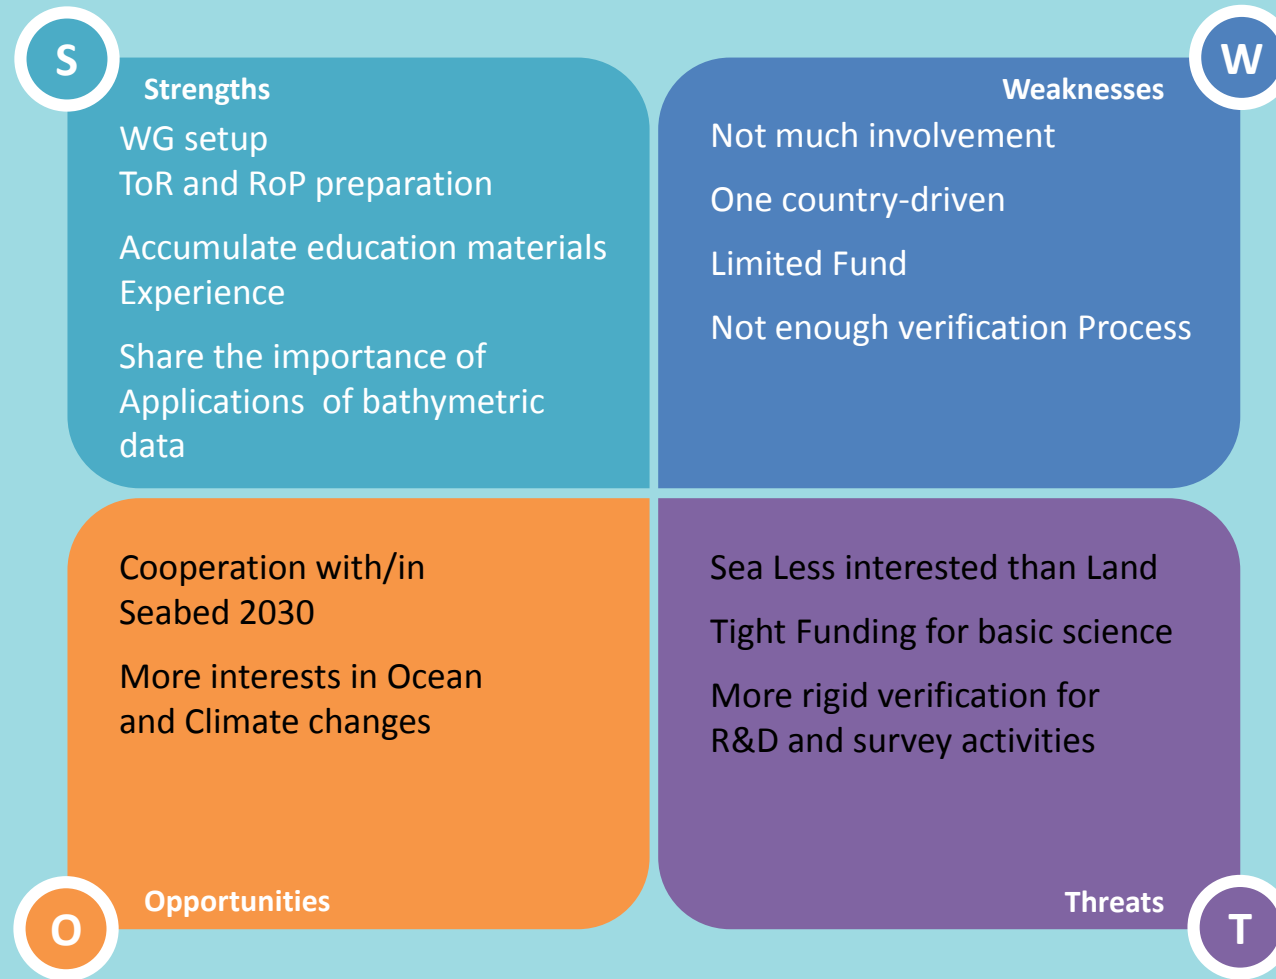 S
Strengths
WG setup
ToR and RoP preparation
Accumulate education materials
Experience
Share the importance of
Applications  of bathymetric
data
W
Weaknesses
Not much involvement
One country-driven
Limited Fund
Not enough verification Process
Cooperation with/in
Seabed 2030
More interests in Ocean
and Climate changes
Opportunities
O
Sea Less interested than Land
Tight Funding for basic science
More rigid verification for
R&D and survey activities
Threats
T